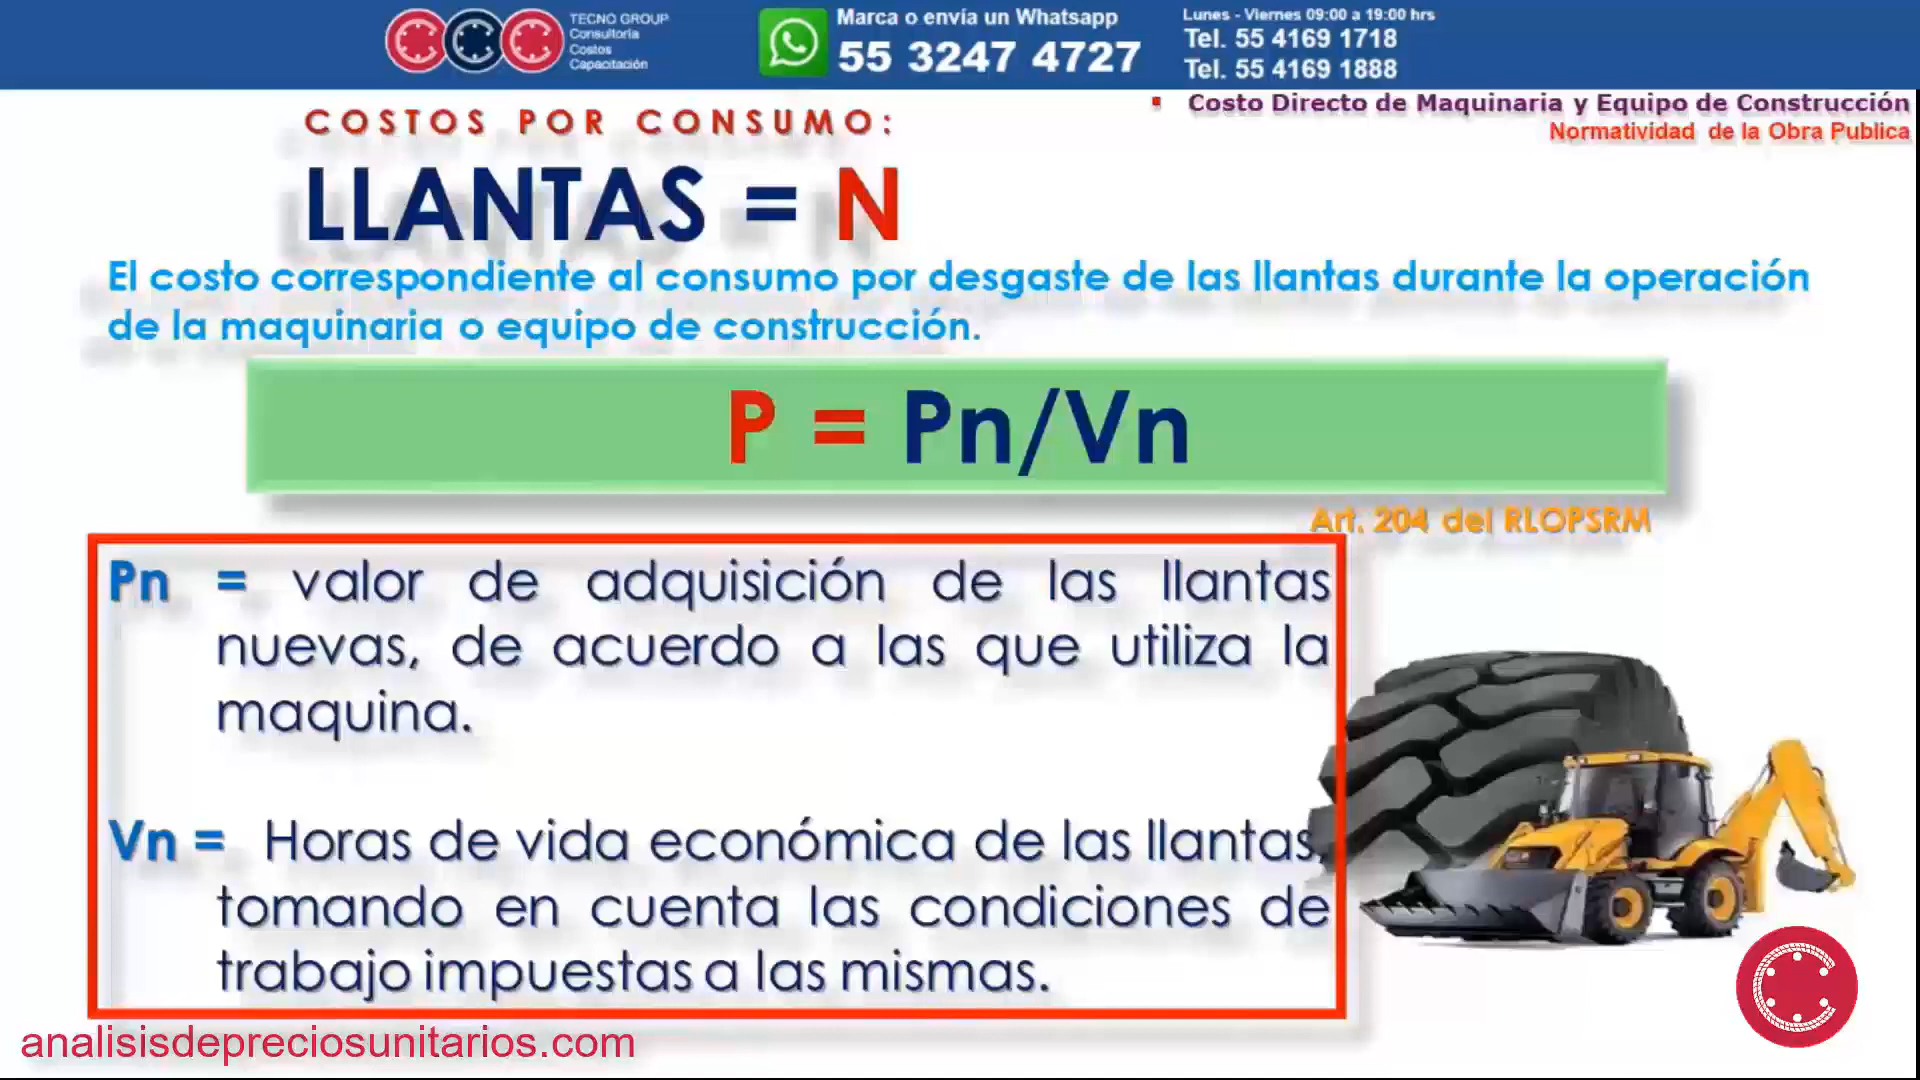 TECNO GROUP
Consultoría
Costos
Capacitación
Marca o envía un Whatsapp
55 3247 4727
Lunes - Viernes 09:00 a 19:00 hrs
Tel. 55 4169 1718
Tel. 55 4169 1888
▪ Costo Directo de Maquinaria y Equipo de Construcción
Normatividad de la Obra Publica
COSTOS POR CONSUMO:
LLANTAS = N
El costo correspondiente al consumo por desgaste de las llantas durante la operación
de la maquinaria o equipo de construcción.
P = Pn/Vn
Art. 204 del RLOPSRM
Pn = valor de adquisición de las llantas
nuevas, de acuerdo a las que utiliza la
maquina.
Vn = Horas de vida económica de las llantas,
tomando en cuenta las condiciones de
trabajo impuestas a las mismas.
analisisdepreciosunitarios.com